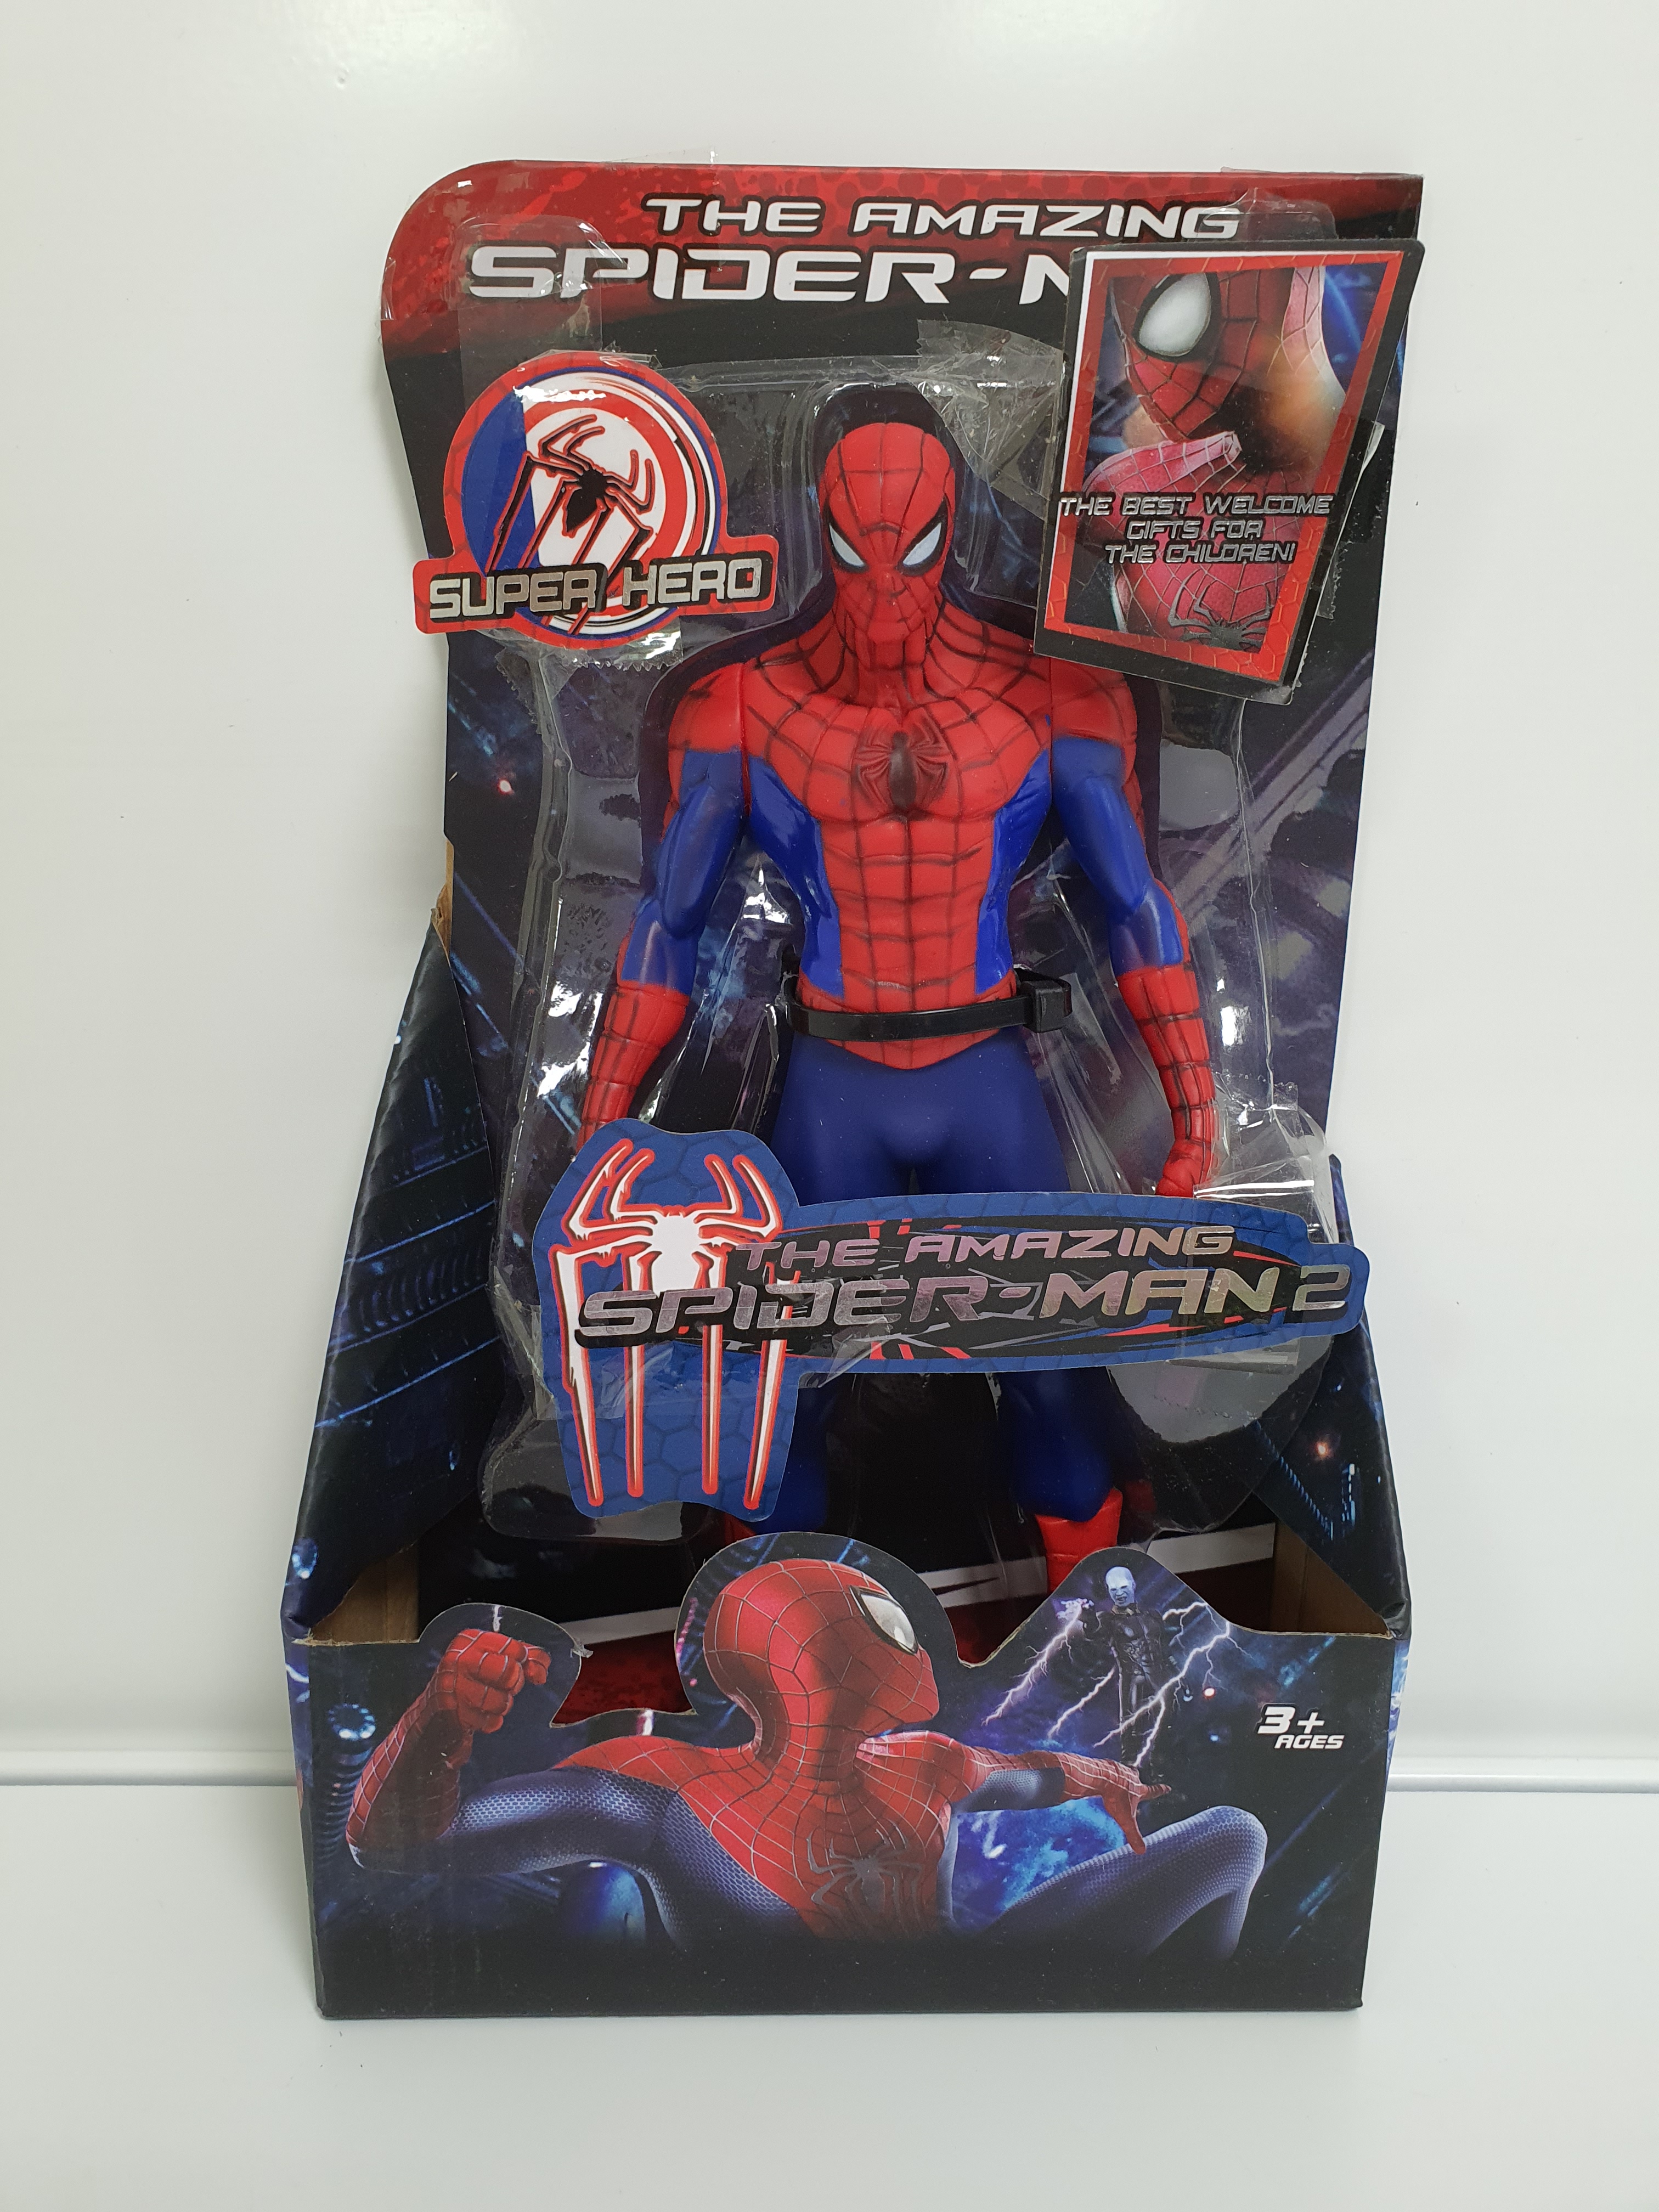 THE AMAZING
SPIDER-M
THE BEST WELCOME
GIFTS FOR
THE CHILDREN!
SUPER HERO
THE AMAZING
SPIDER-MAN 2
3+
AGES